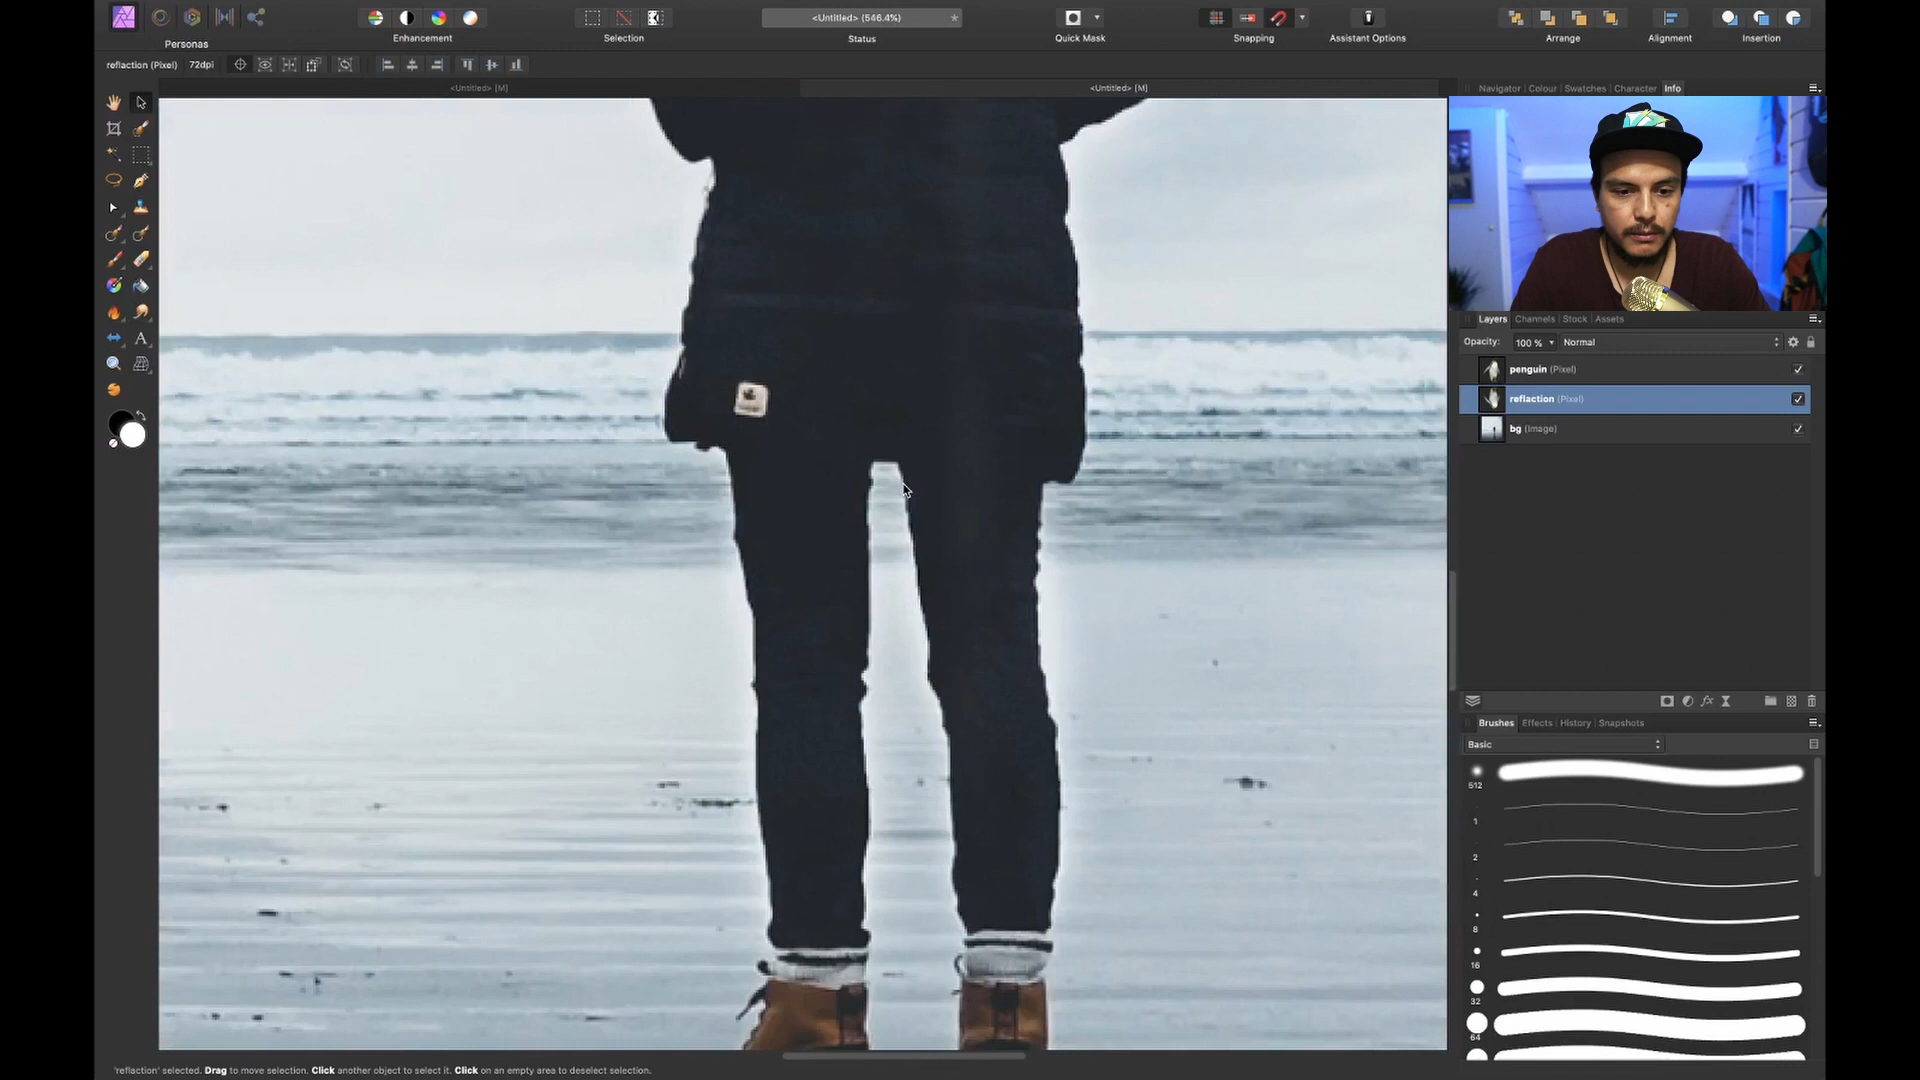 <Untitled> (546.4%)
*
Personas
Enhancement
Selection
Status
Quick Mask
Snapping
Assistant Options
Arrange
Alignment
Insertion
reflaction (Pixel)
72dpi
<Untitled> [M]
<Untitled> [M]
Navigator
Colour
Swatches
Character
Info
Layers
Channels
Stock
Assets
Opacity:
100 %
Normal
penguin (Pixel)
reflaction (Pixel)
bg (Image)
Brushes
Effects
History
Snapshots
Basic
512
1
2
4
8
16
32
64
'reflaction' selected. Drag to move selection. Click another object to select it. Click on an empty area to deselect selection.